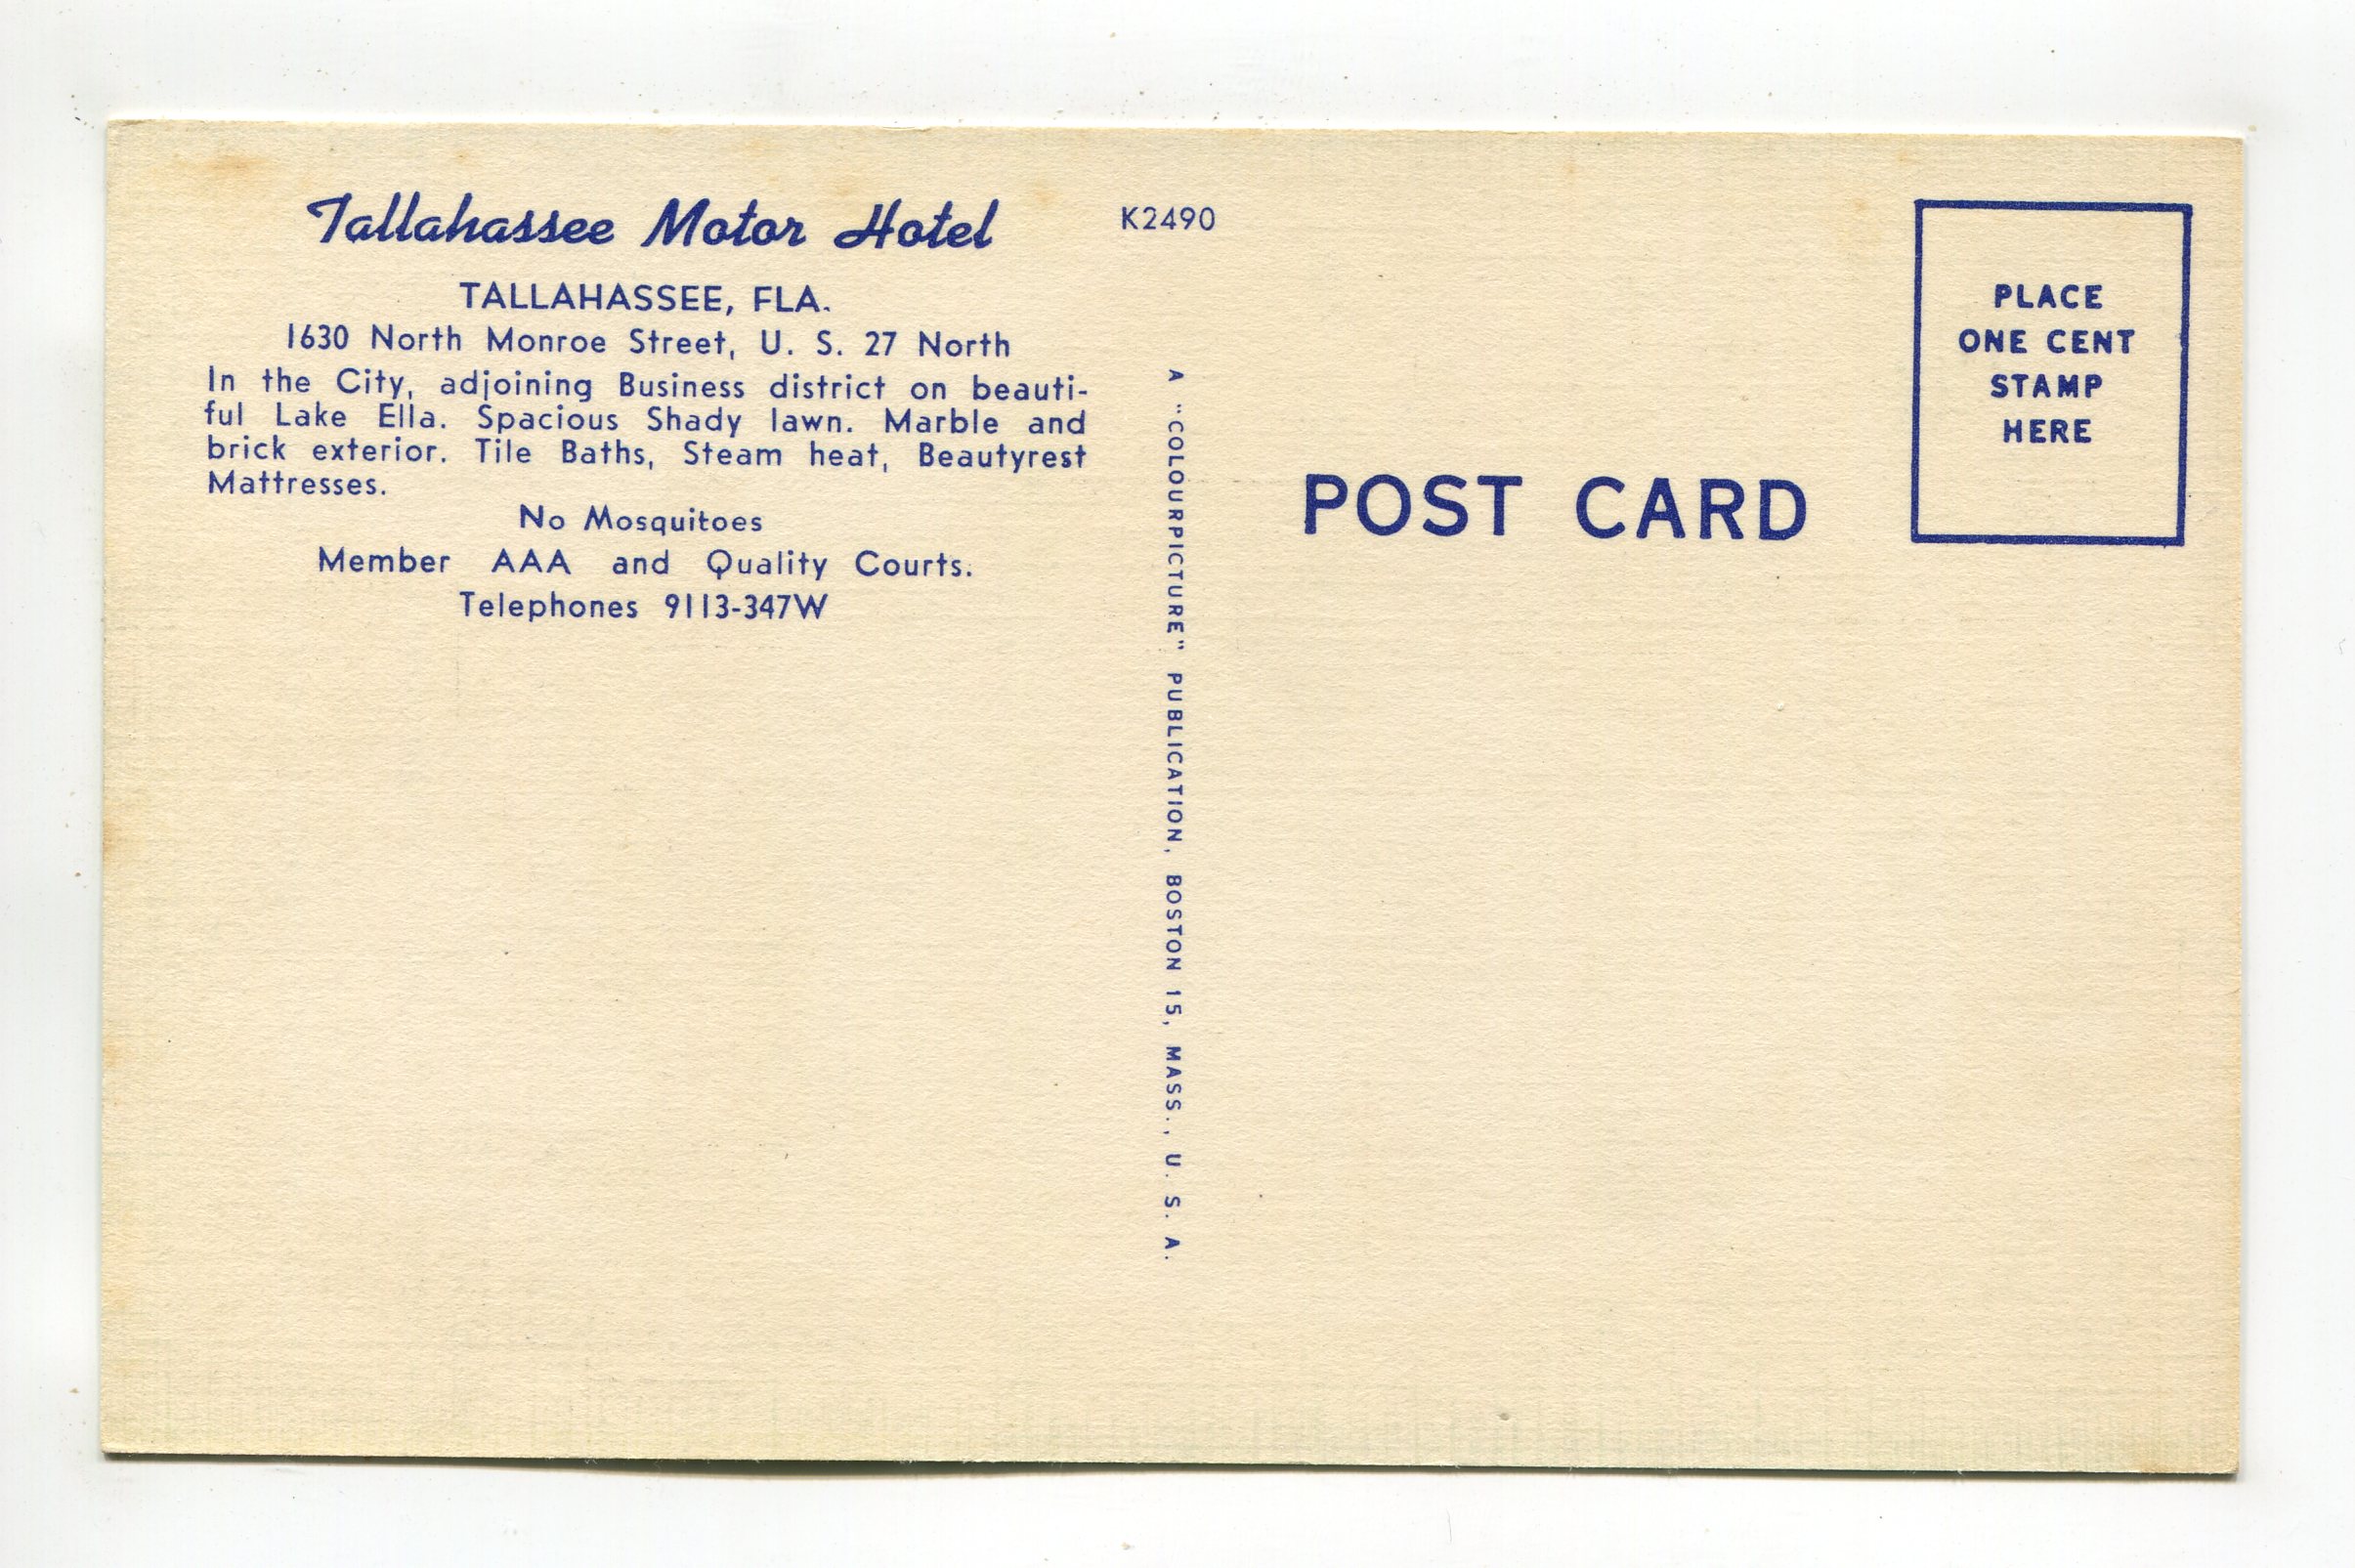 Tallahassee Motor Hotel
TALLAHASSEE, FLA.
1630 North Monroe Street, U. S. 27 North
In the City, adjoining Business district on beauti-
ful Lake Ella. Spacious Shady lawn. Marble and
brick exterior. Tile Baths, Steam heat, Beautyrest
Mattresses.
No Mosquitoes
Member AAA and Quality Courts.
Telephones 9113-347W
K2490
A "COLOURPICTURE" PUBLICATION, BOSTON 15, MASS., U. S. A.
POST CARD
PLACE
ONE CENT
STAMP
HERE